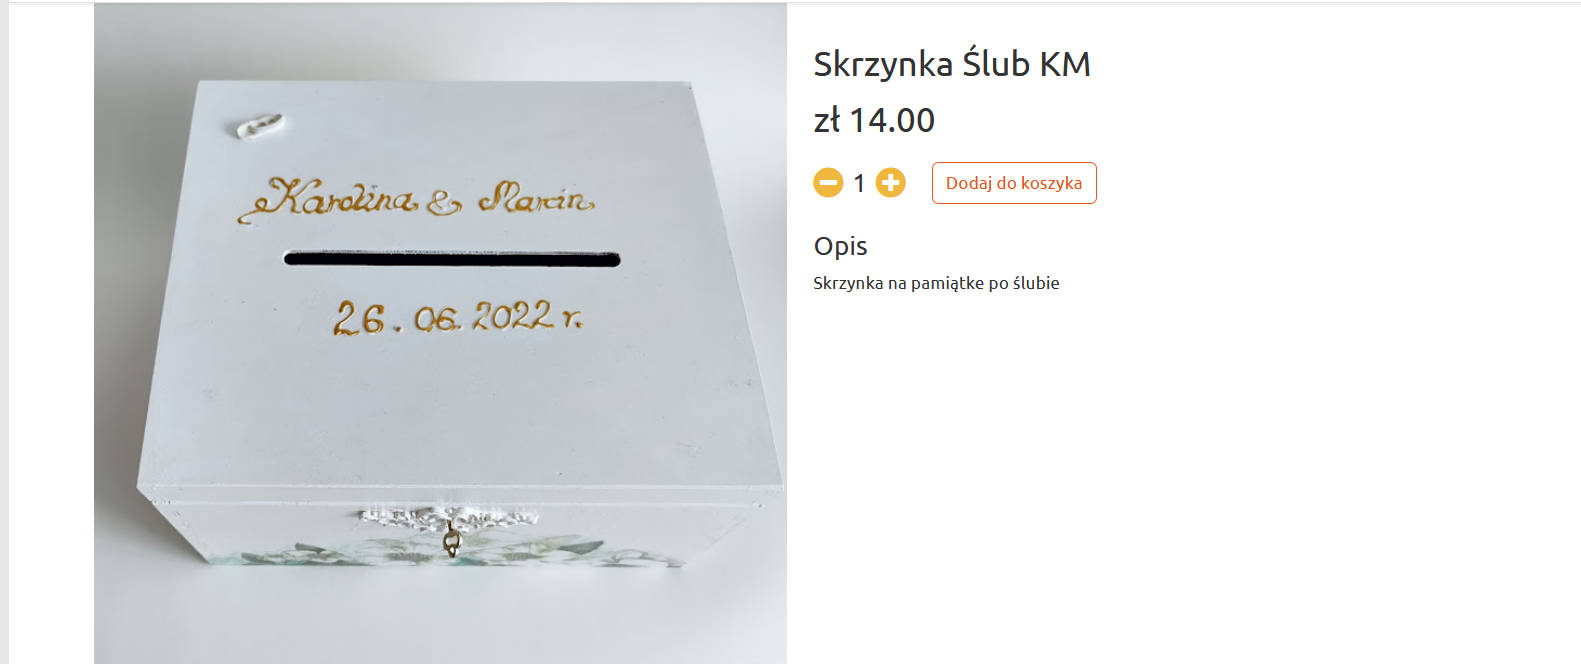 Karolina & Marcin
26.06.2022 r.
Skrzynka Ślub KM
zł 14.00
1
Dodaj do koszyka
Opis
Skrzynka na pamiątke po ślubie